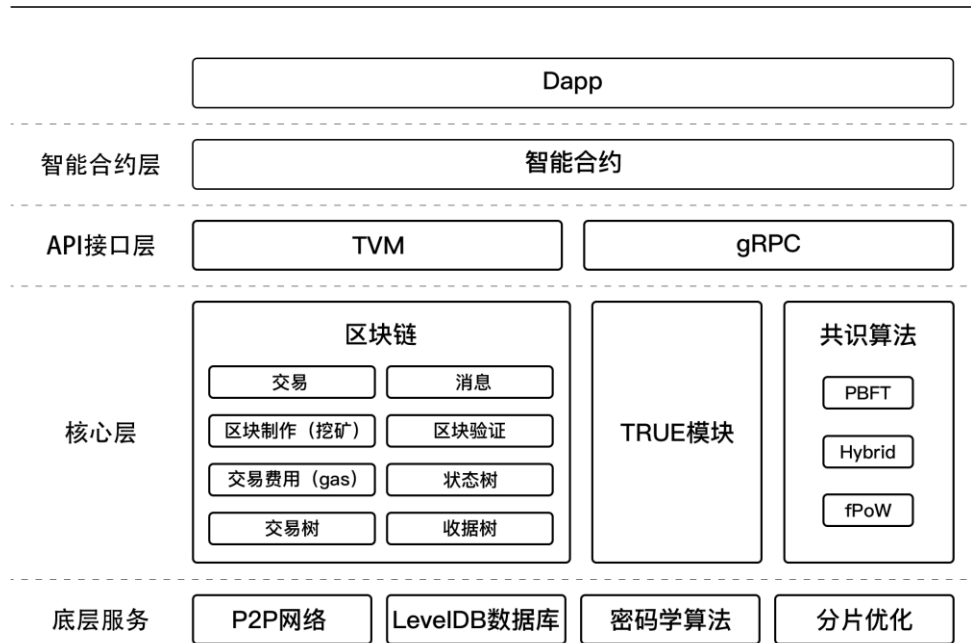 Dapp
智能合约层
智能合约
API接口层
TVM
gRPC
核心层
区块链
交易
消息
区块制作（挖矿）
区块验证
交易费用（gas）
状态树
交易树
收据树
TRUE模块
共识算法
PBFT
Hybrid
fPoW
底层服务
P2P网络
LevelDB数据库
密码学算法
分片优化